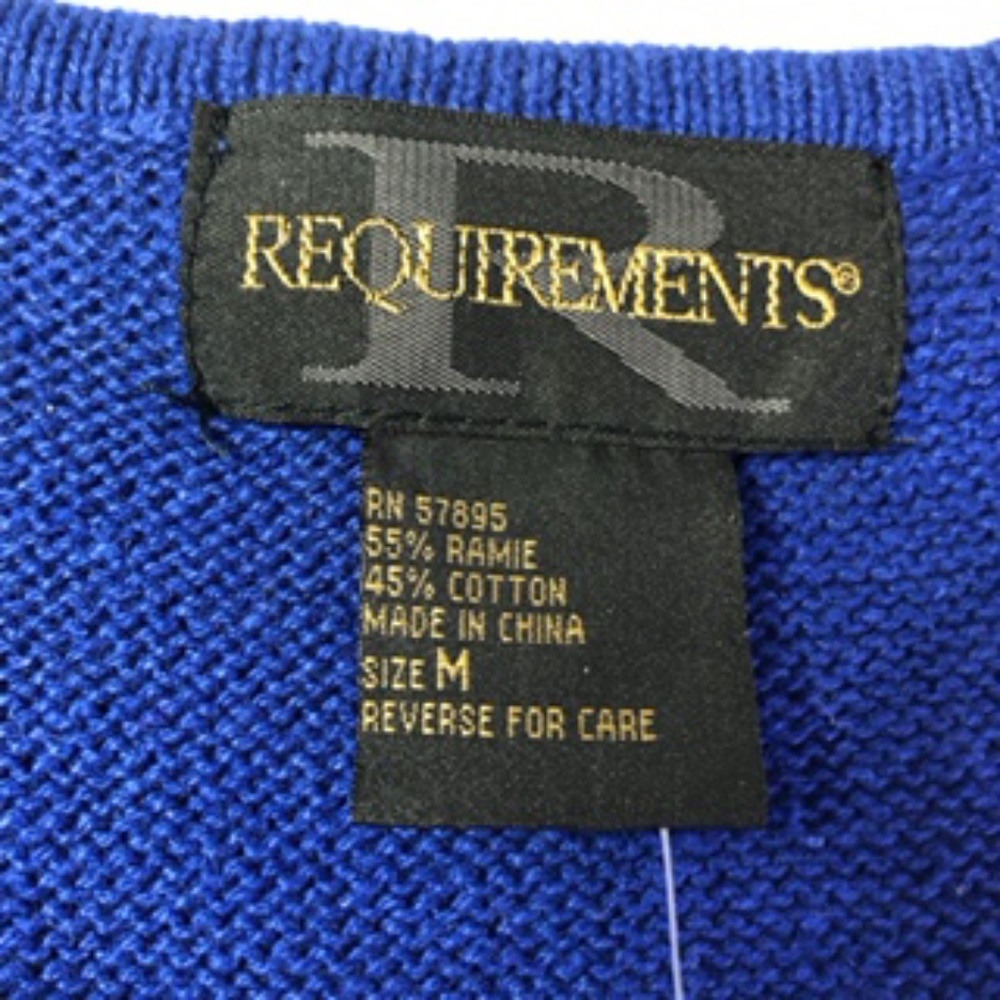 R
REQUIREMENTS®
RN 57895
55% RAMIE
45% COTTON
MADE IN CHINA
SIZE M
REVERSE FOR CARE